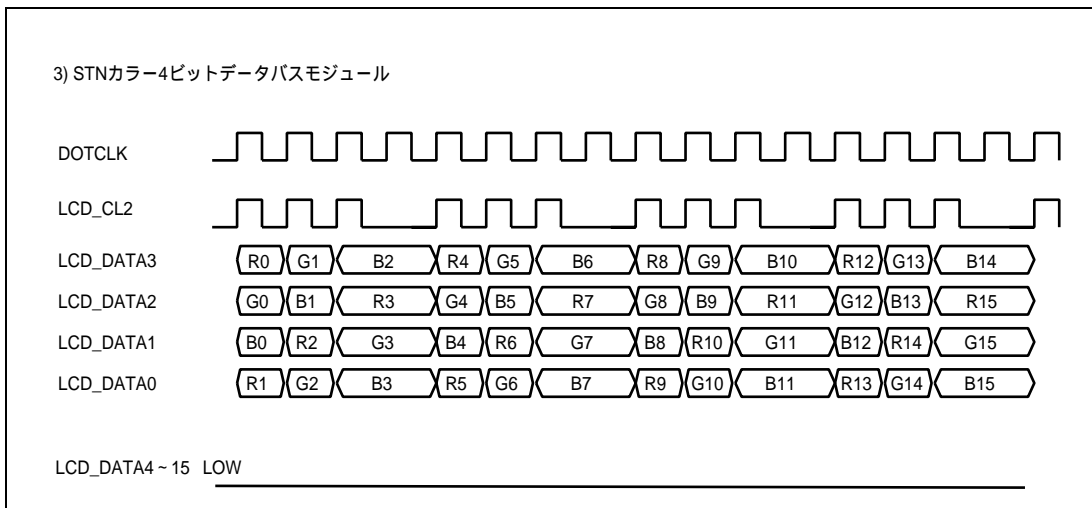 3) STNカラー4ビットデータバスモジュール
DOTCLK
LCD_CL2
LCD_DATA3 R0 G1 B2 R4 G5 B6 R8 G9 B10 R12 G13 B14
LCD_DATA2 G0 B1 R3 G4 B5 R7 G8 B9 R11 G12 B13 R15
LCD_DATA1 B0 R2 G3 B4 R6 G7 B8 R10 G11 B12 R14 G15
LCD_DATA0 R1 G2 B3 R5 G6 B7 R9 G10 B11 R13 G14 B15
LCD_DATA4~15 LOW